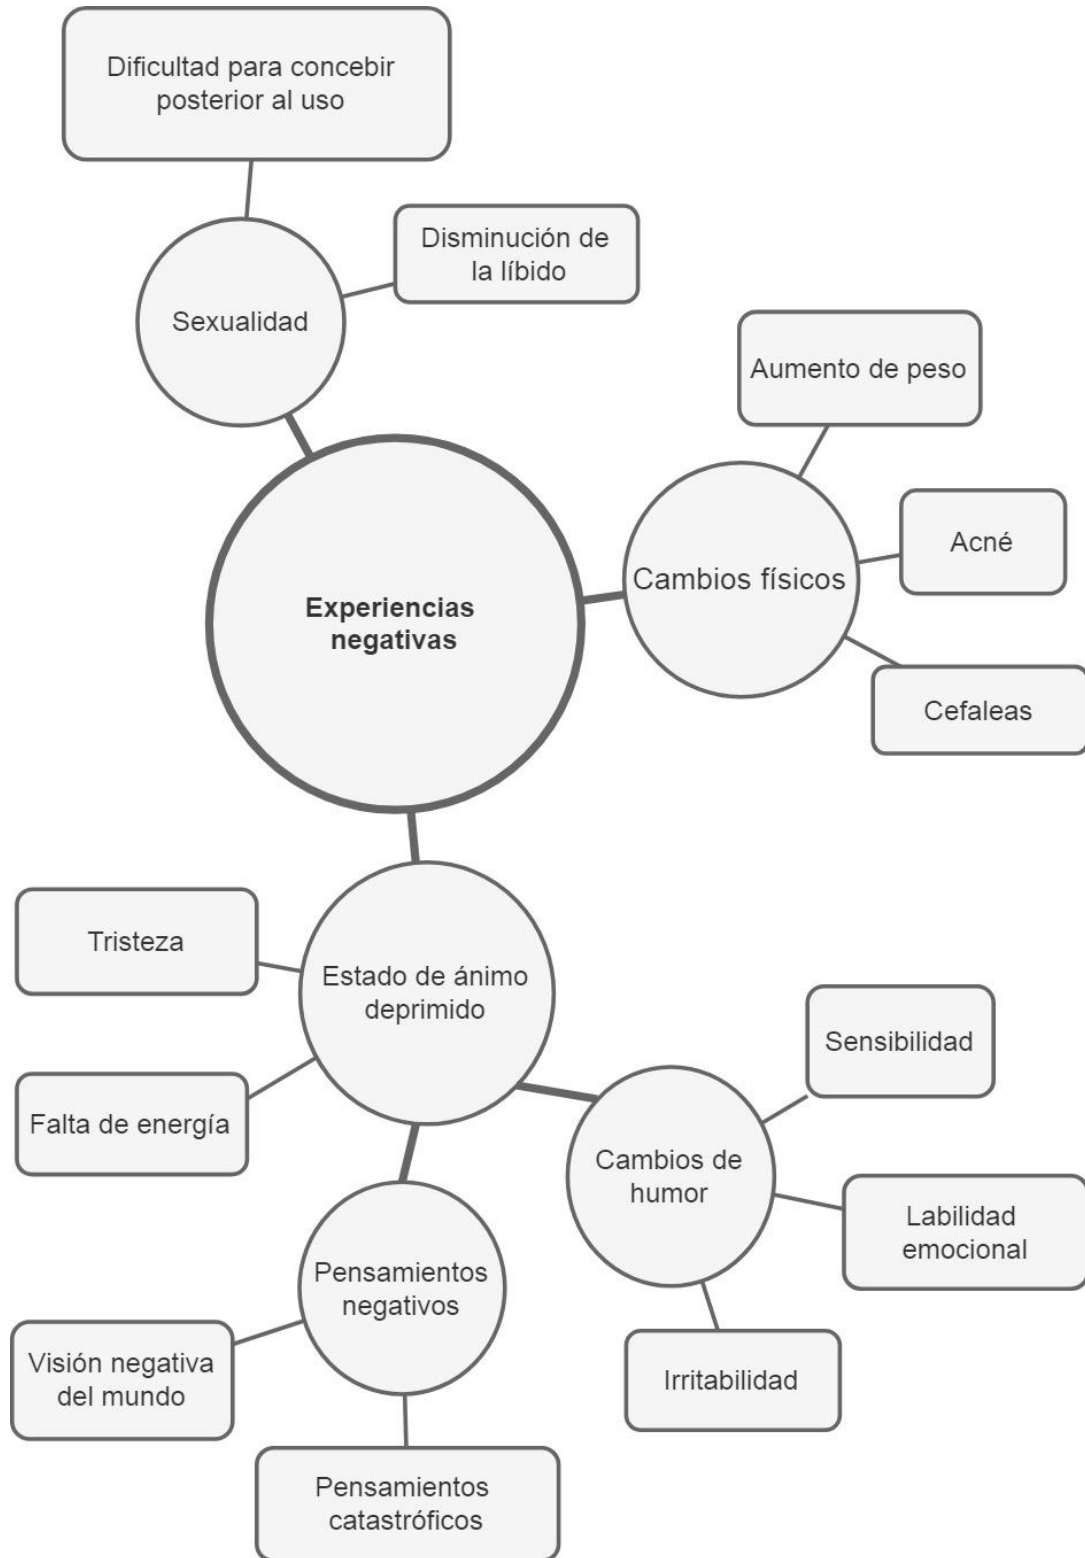 Dificultad para concebir
posterior al uso
Disminución de
la líbido
Sexualidad
Aumento de peso
Acné
Cambios físicos
Experiencias
negativas
Cefaleas
Tristeza
Estado de ánimo
deprimido
Sensibilidad
Falta de energía
Cambios de
humor
Labilidad
emocional
Pensamientos
negativos
Visión negativa
del mundo
Irritabilidad
Pensamientos
catastróficos